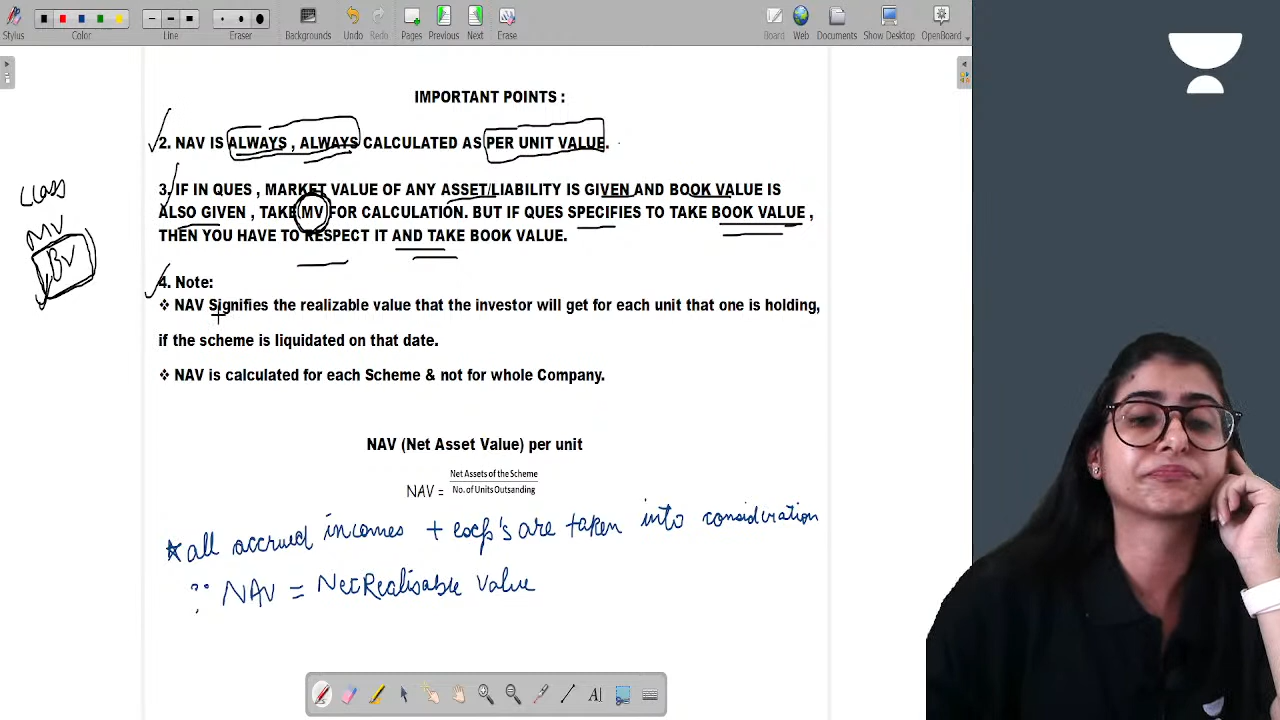 Stylus
Color
Line
Eraser
Backgrounds
Undo
Redo
Pages
Previous
Next
Erase
Board
Web
Documents
Show Desktop
OpenBoard
IMPORTANT POINTS :
2. NAV IS ALWAYS , ALWAYS CALCULATED AS PER UNIT VALUE.
3. IF IN QUES , MARKET VALUE OF ANY ASSET/LIABILITY IS GIVEN AND BOOK VALUE IS
ALSO GIVEN , TAKE MV FOR CALCULATION. BUT IF QUES SPECIFIES TO TAKE BOOK VALUE ,
THEN YOU HAVE TO RESPECT IT AND TAKE BOOK VALUE.
Class
MV
BV
4. Note:
❖ NAV Signifies the realizable value that the investor will get for each unit that one is holding,
if the scheme is liquidated on that date.
❖ NAV is calculated for each Scheme & not for whole Company.
NAV (Net Asset Value) per unit
NAV = Net Assets of the Scheme
No. of Units Outsanding
all accrued incomes + are taken into consideration
∵ NAV = Net Realisable Value